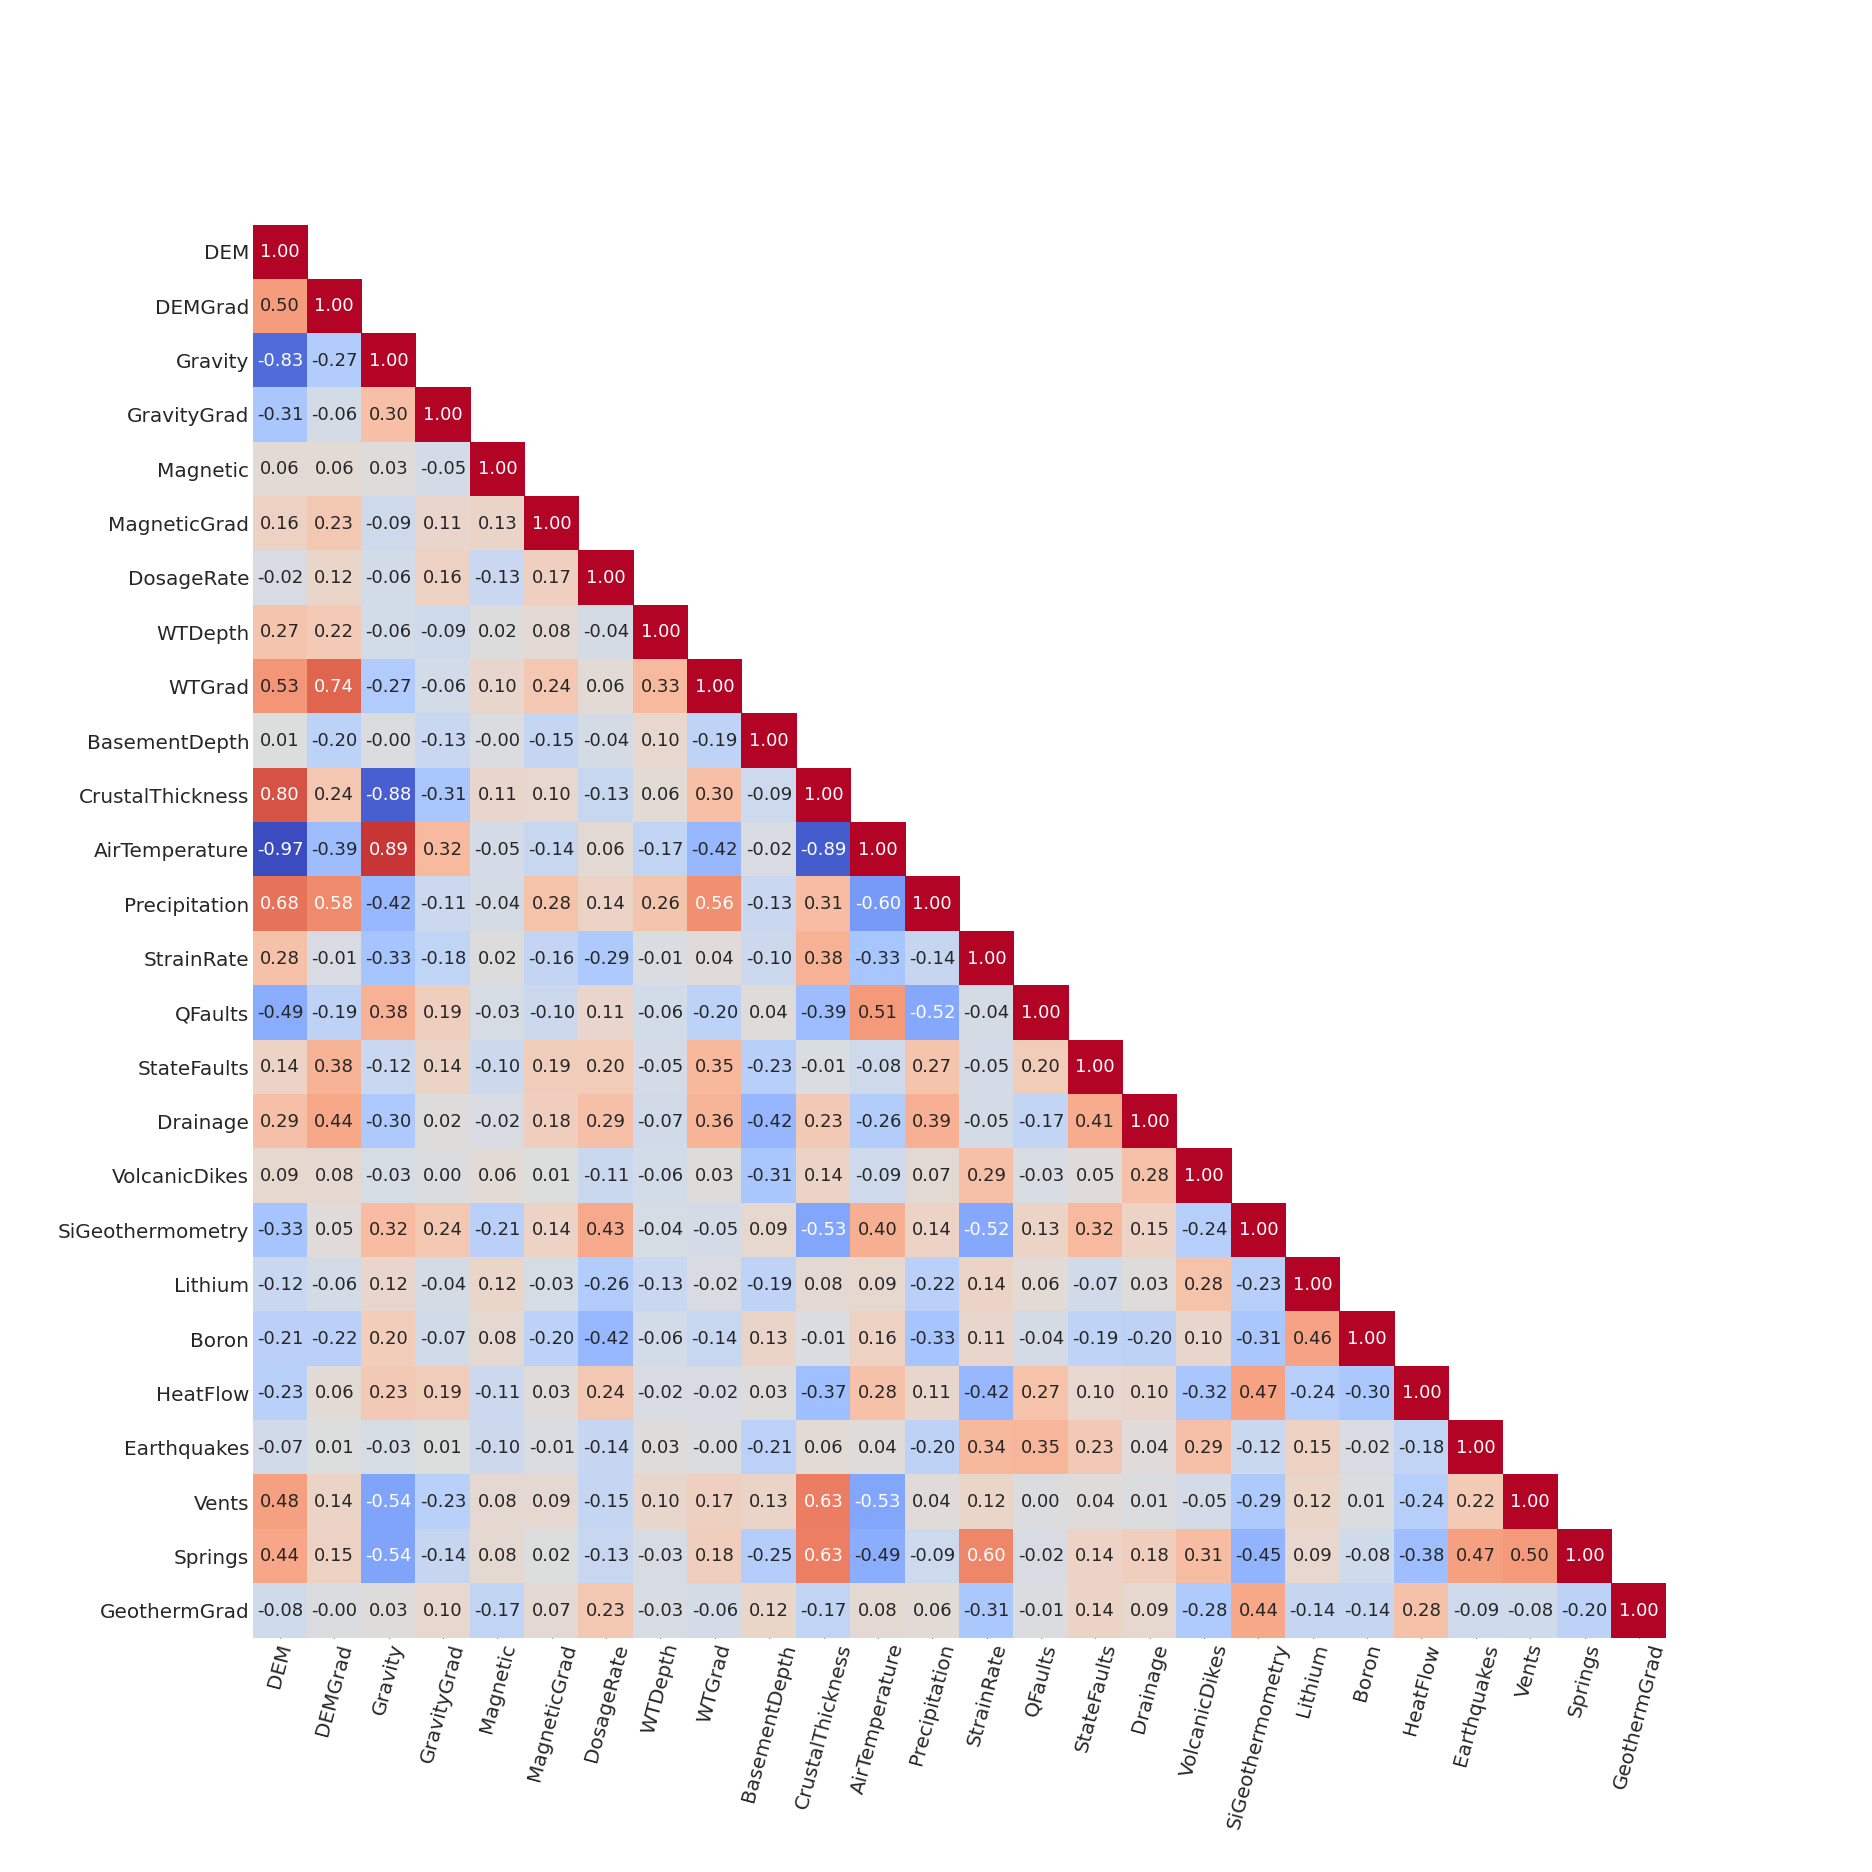 DEM 1.00
DEMGrad 0.50 1.00
Gravity -0.83 -0.27 1.00
GravityGrad -0.31 -0.06 0.30 1.00
Magnetic 0.06 0.06 0.03 -0.05 1.00
MagneticGrad 0.16 0.23 -0.09 0.11 0.13 1.00
DosageRate -0.02 0.12 -0.06 0.16 -0.13 0.17 1.00
WTDepth 0.27 0.22 -0.06 -0.09 0.02 0.08 -0.04 1.00
WTGrad 0.53 0.74 -0.27 -0.06 0.10 0.24 0.06 0.33 1.00
BasementDepth 0.01 -0.20 -0.00 -0.13 -0.00 -0.15 -0.04 0.10 -0.19 1.00
CrustalThickness 0.80 0.24 -0.88 -0.31 0.11 0.10 -0.13 0.06 0.30 -0.09 1.00
AirTemperature -0.97 -0.39 0.89 0.32 -0.05 -0.14 0.06 -0.17 -0.42 -0.02 -0.89 1.00
Precipitation 0.68 0.58 -0.42 -0.11 -0.04 0.28 0.14 0.26 0.56 -0.13 0.31 -0.60 1.00
StrainRate 0.28 -0.01 -0.33 -0.18 0.02 -0.16 -0.29 -0.01 0.04 -0.10 0.38 -0.33 -0.14 1.00
QFaults -0.49 -0.19 0.38 0.19 -0.03 -0.10 0.11 -0.06 -0.20 0.04 -0.39 0.51 -0.52 -0.04 1.00
StateFaults 0.14 0.38 -0.12 0.14 -0.10 0.19 0.20 -0.05 0.35 -0.23 -0.01 -0.08 0.27 -0.05 0.20 1.00
Drainage 0.29 0.44 -0.30 0.02 -0.02 0.18 0.29 -0.07 0.36 -0.42 0.23 -0.26 0.39 -0.05 -0.17 0.41 1.00
VolcanicDikes 0.09 0.08 -0.03 0.00 0.06 0.01 -0.11 -0.06 0.03 -0.31 0.14 -0.09 0.07 0.29 -0.03 0.05 0.28 1.00
SiGeothermometry -0.33 0.05 0.32 0.24 -0.21 0.14 0.43 -0.04 -0.05 0.09 -0.53 0.40 0.14 -0.52 0.13 0.32 0.15 -0.24 1.00
Lithium -0.12 -0.06 0.12 -0.04 0.12 -0.03 -0.26 -0.13 -0.02 -0.19 0.08 0.09 -0.22 0.14 0.06 -0.07 0.03 0.28 -0.23 1.00
Boron -0.21 -0.22 0.20 -0.07 0.08 -0.20 -0.42 -0.06 -0.14 0.13 -0.01 0.16 -0.33 0.11 -0.04 -0.19 -0.20 0.10 -0.31 0.46 1.00
HeatFlow -0.23 0.06 0.23 0.19 -0.11 0.03 0.24 -0.02 -0.02 0.03 -0.37 0.28 0.11 -0.42 0.27 0.10 0.10 -0.32 0.47 -0.24 -0.30 1.00
Earthquakes -0.07 0.01 -0.03 0.01 -0.10 -0.01 -0.14 0.03 -0.00 -0.21 0.06 0.04 -0.20 0.34 0.35 0.23 0.04 0.29 -0.12 0.15 -0.02 -0.18 1.00
Vents 0.48 0.14 -0.54 -0.23 0.08 0.09 -0.15 0.10 0.17 0.13 0.63 -0.53 0.04 0.12 0.00 0.04 0.01 -0.05 -0.29 0.12 0.01 -0.24 0.22 1.00
Springs 0.44 0.15 -0.54 -0.14 0.08 0.02 -0.13 -0.03 0.18 -0.25 0.63 -0.49 -0.09 0.60 -0.02 0.14 0.18 0.31 -0.45 0.09 -0.08 -0.38 0.47 0.50 1.00
GeothermGrad -0.08 -0.00 0.03 0.10 -0.17 0.07 0.23 -0.03 -0.06 0.12 -0.17 0.08 0.06 -0.31 -0.01 0.14 0.09 -0.28 0.44 -0.14 -0.14 0.28 -0.09 -0.08 -0.20 1.00
DEM DEMGrad Gravity GravityGrad Magnetic MagneticGrad DosageRate WTDepth WTGrad BasementDepth CrustalThickness AirTemperature Precipitation StrainRate QFaults StateFaults Drainage VolcanicDikes SiGeothermometry Lithium Boron HeatFlow Earthquakes Vents Springs GeothermGrad